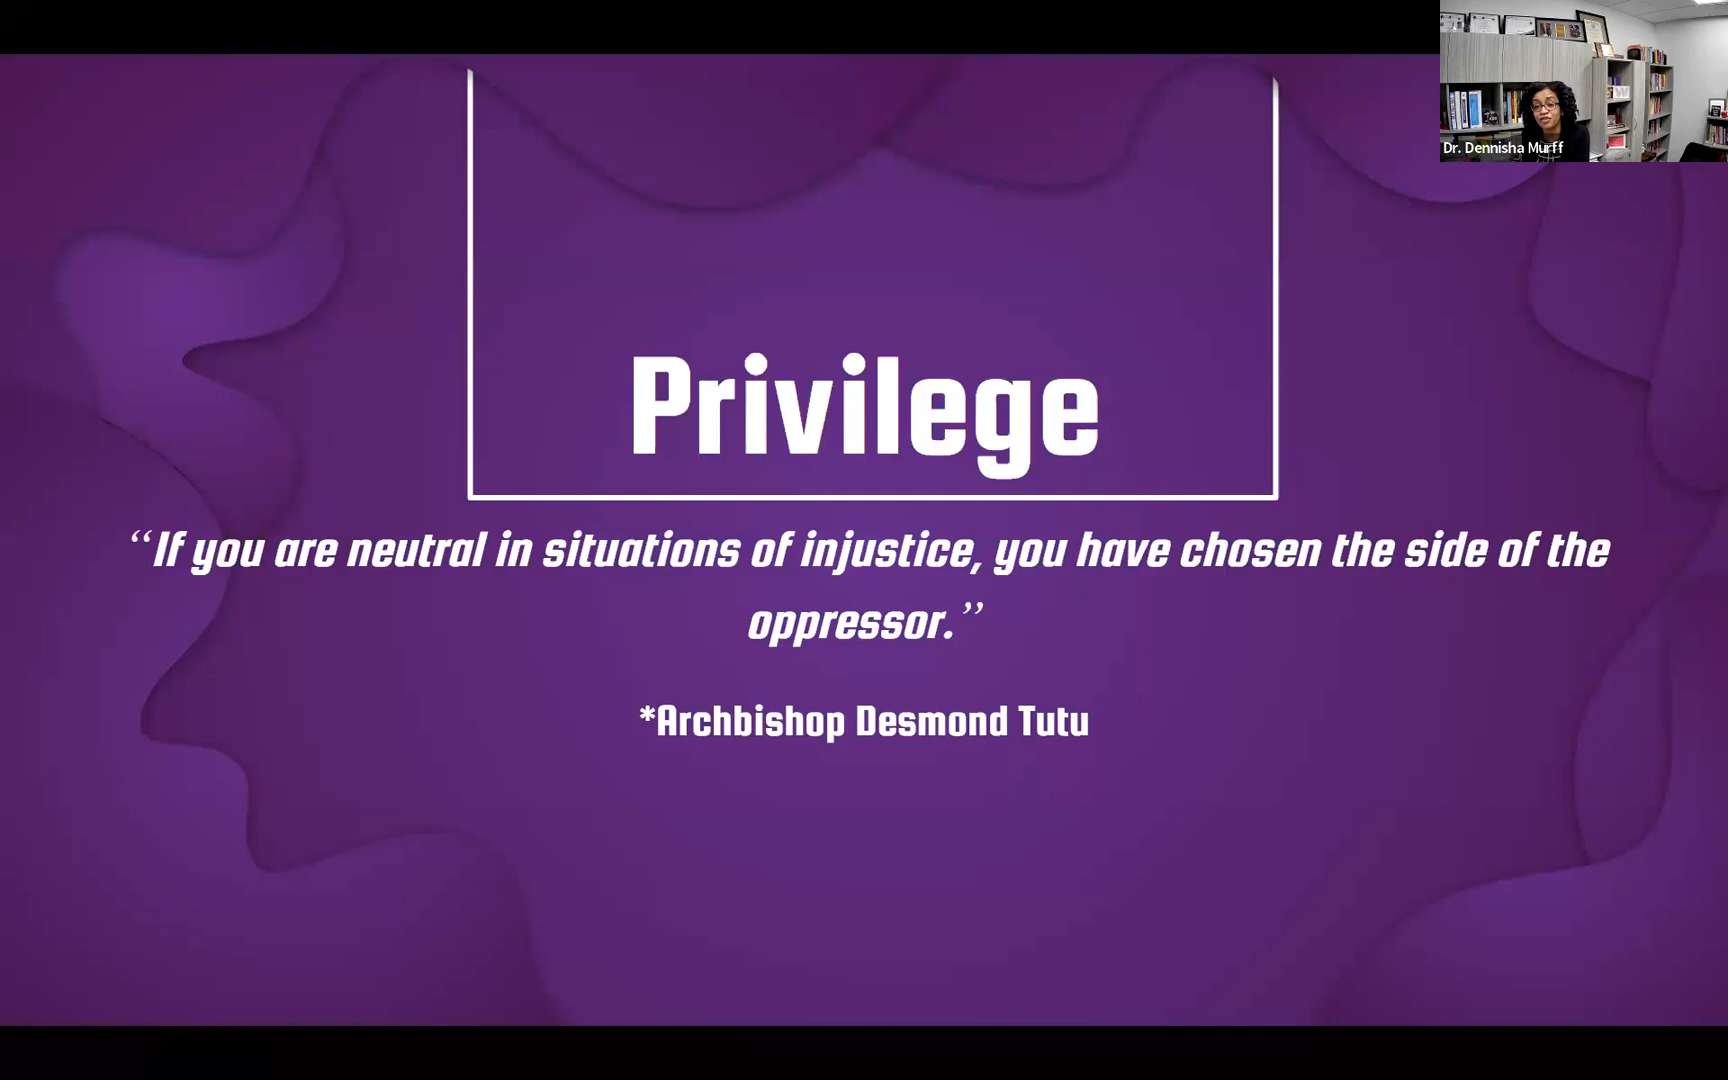 Dr. Dennisha Murff
Privilege
“If you are neutral in situations of injustice, you have chosen the side of the
oppressor.”
*Archbishop Desmond Tutu